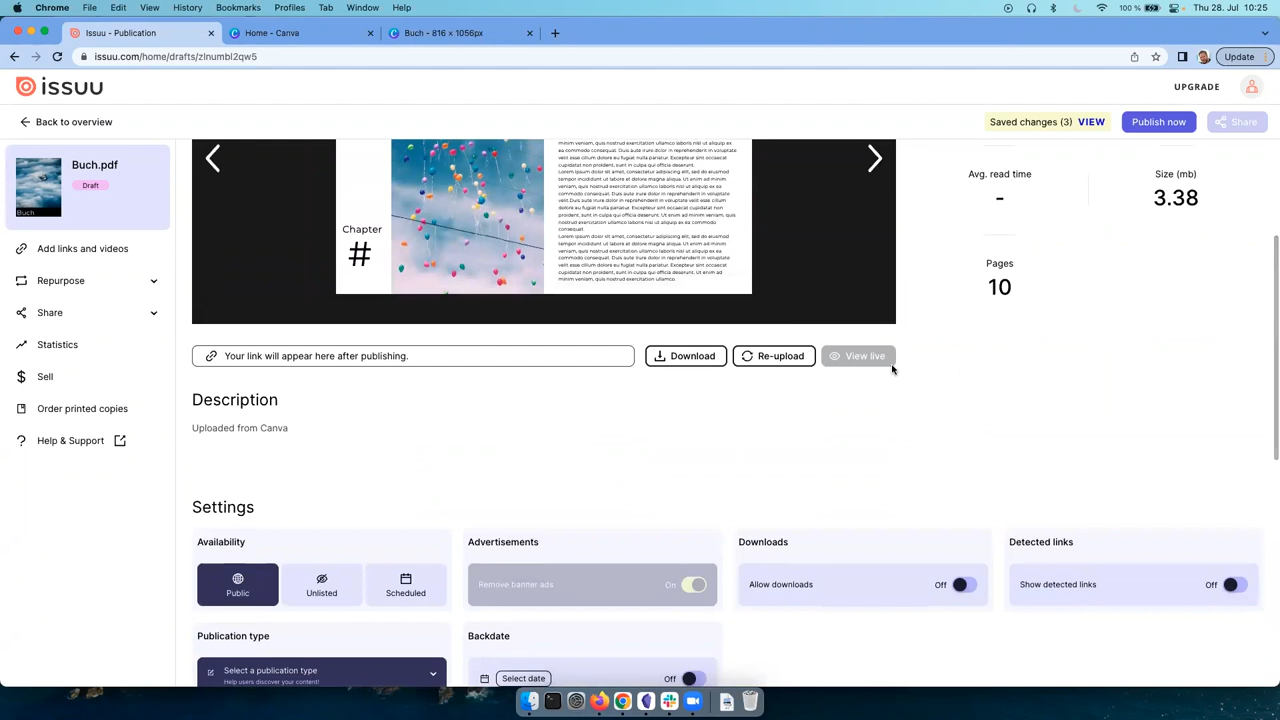 Chrome File Edit View History Bookmarks Profiles Tab Window Help 100 % Thu 28. Jul 10:25
Issuu - Publication Home - Canva Buch - 816 × 1056px
issuu.com/home/drafts/zlnumbl2qw5 Update
issuu UPGRADE
Back to overview Saved changes (3) VIEW Publish now Share
Buch.pdf
Draft
Buch
Add links and videos
Repurpose
Share
Statistics
Sell
Order printed copies
Help & Support
Chapter
#
Avg. read time
-
Size (mb)
3.38
Pages
10
Your link will appear here after publishing. Download Re-upload View live
Description
Uploaded from Canva
Settings
Availability
Public Unlisted Scheduled
Advertisements
Remove banner ads On
Downloads
Allow downloads Off
Detected links
Show detected links Off
Publication type
Select a publication type
Help users discover your content!
Backdate
Select date Off